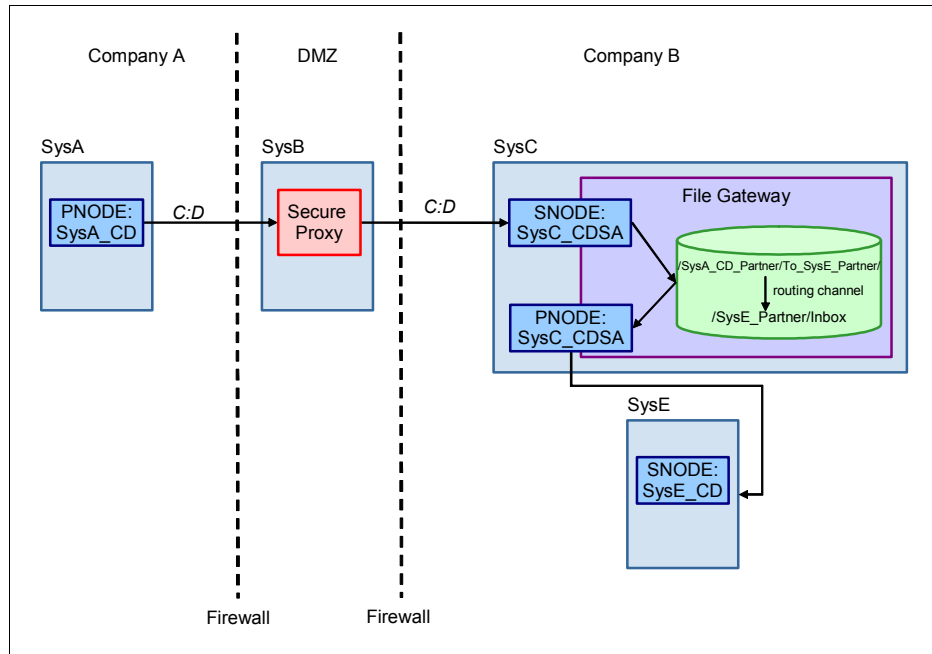 Company A
DMZ
Company B
SysA
SysB
SysC
PNODE:
SysA_CD
C:D
Secure
Proxy
C:D
SNODE:
SysC_CDSA
File Gateway
/SysA_CD_Partner/To_SysE_Partner/
routing channel
/SysE_Partner/Inbox
PNODE:
SysC_CDSA
SysE
SNODE:
SysE_CD
Firewall
Firewall